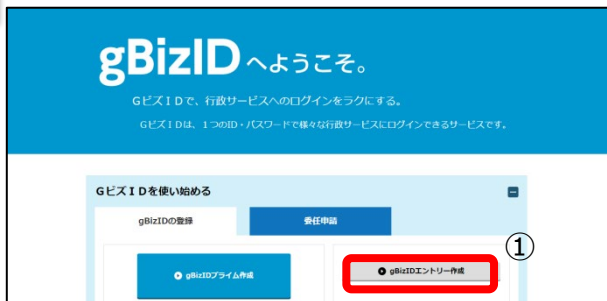 gBizIDへようこそ。
GビズIDで、行政サービスへのログインをラクにする。
GビズIDは、1つのID・パスワードで様々な行政サービスにログインできるサービスです。
GビズIDを使い始める
gBizIDの登録
委任申請
①
gBizIDプライム作成
gBizIDエントリー作成